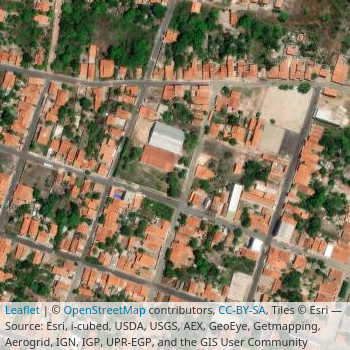 Leaflet | © OpenStreetMap contributors, CC-BY-SA, Tiles © Esri —
Source: Esri, i-cubed, USDA, USGS, AEX, GeoEye, Getmapping,
Aerogrid, IGN, IGP, UPR-EGP, and the GIS User Community